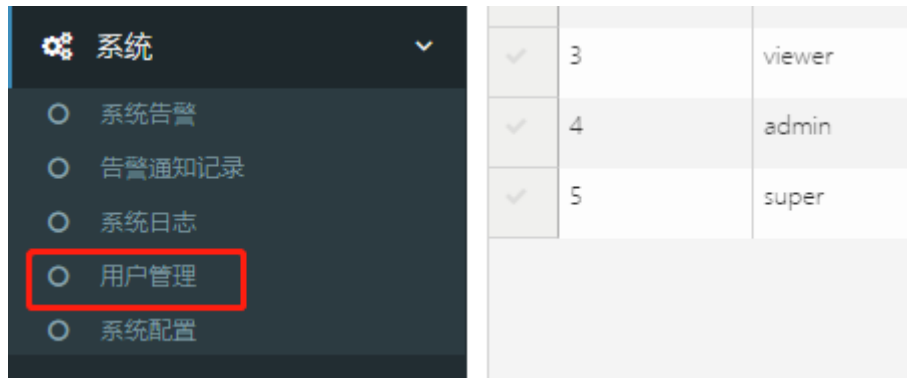 系统
系统告警
告警通知记录
系统日志
用户管理
系统配置
3 viewer
4 admin
5 super